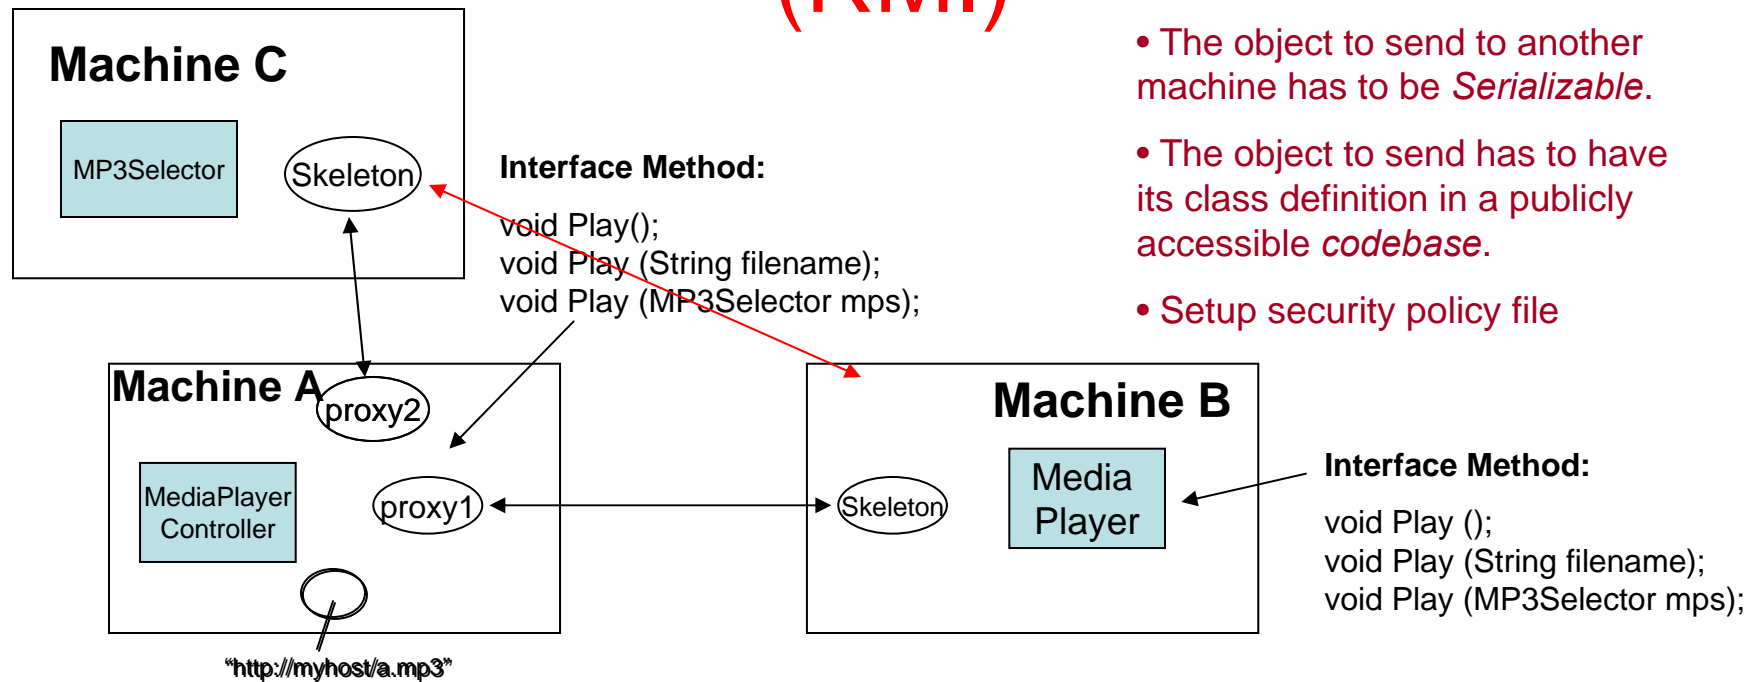 (RMI)
Machine C
MP3Selector
Skeleton
Interface Method:
void Play();
void Play (String filename);
void Play (MP3Selector mps);
• The object to send to another
machine has to be Serializable.
• The object to send has to have
its class definition in a publicly
accessible codebase.
• Setup security policy file
Machine A
proxy2
MediaPlayer
Controller
proxy1
"http://myhost/a.mp3"
Machine B
Skeleton
Media
Player
Interface Method:
void Play ();
void Play (String filename);
void Play (MP3Selector mps);